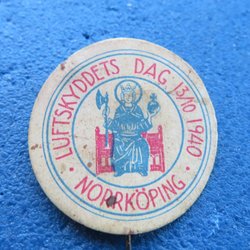 LUFTSKYDDETS DAG 13/10 1940
· NORRKÖPING ·